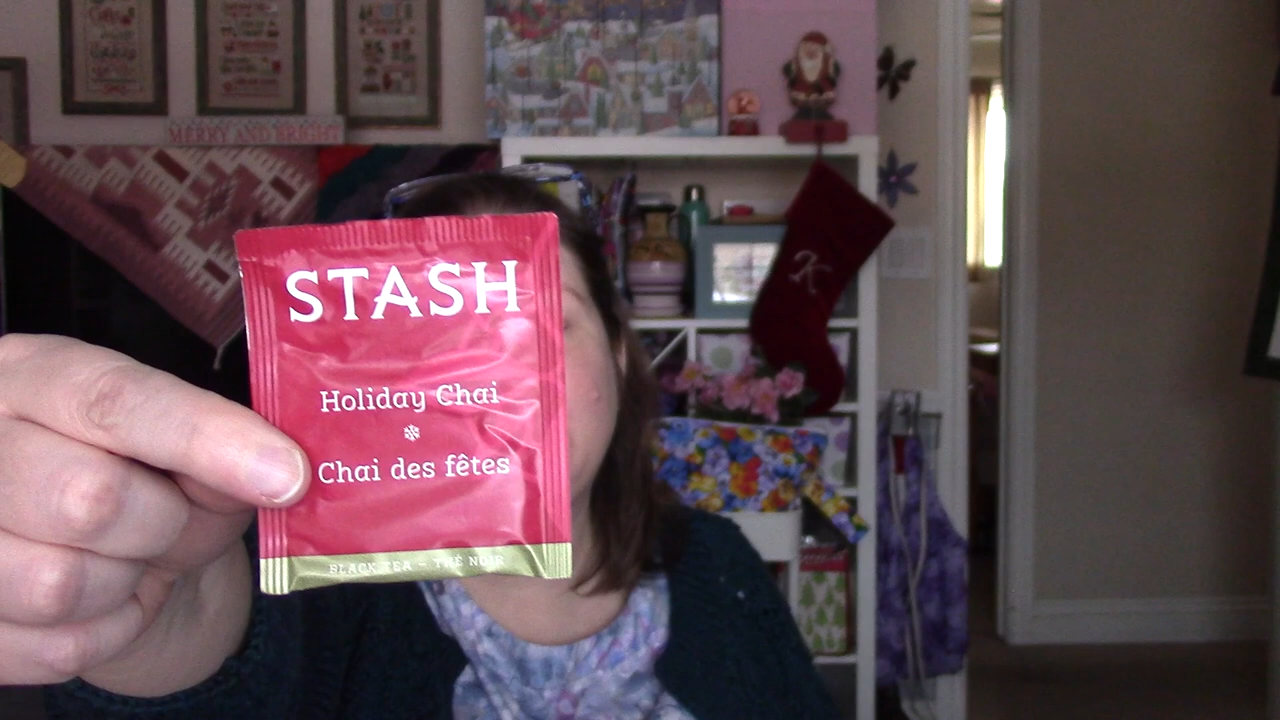 MERRY AND BRIGHT
STASH
Holiday Chai
Chai des fêtes
BLACK TEA – THÉ NOIR
K